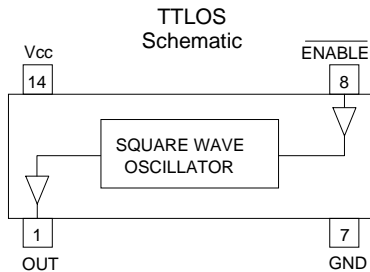 TTLOS
Schematic
Vcc ENABLE
14 8
SQUARE WAVE
OSCILLATOR
1 7
OUT GND